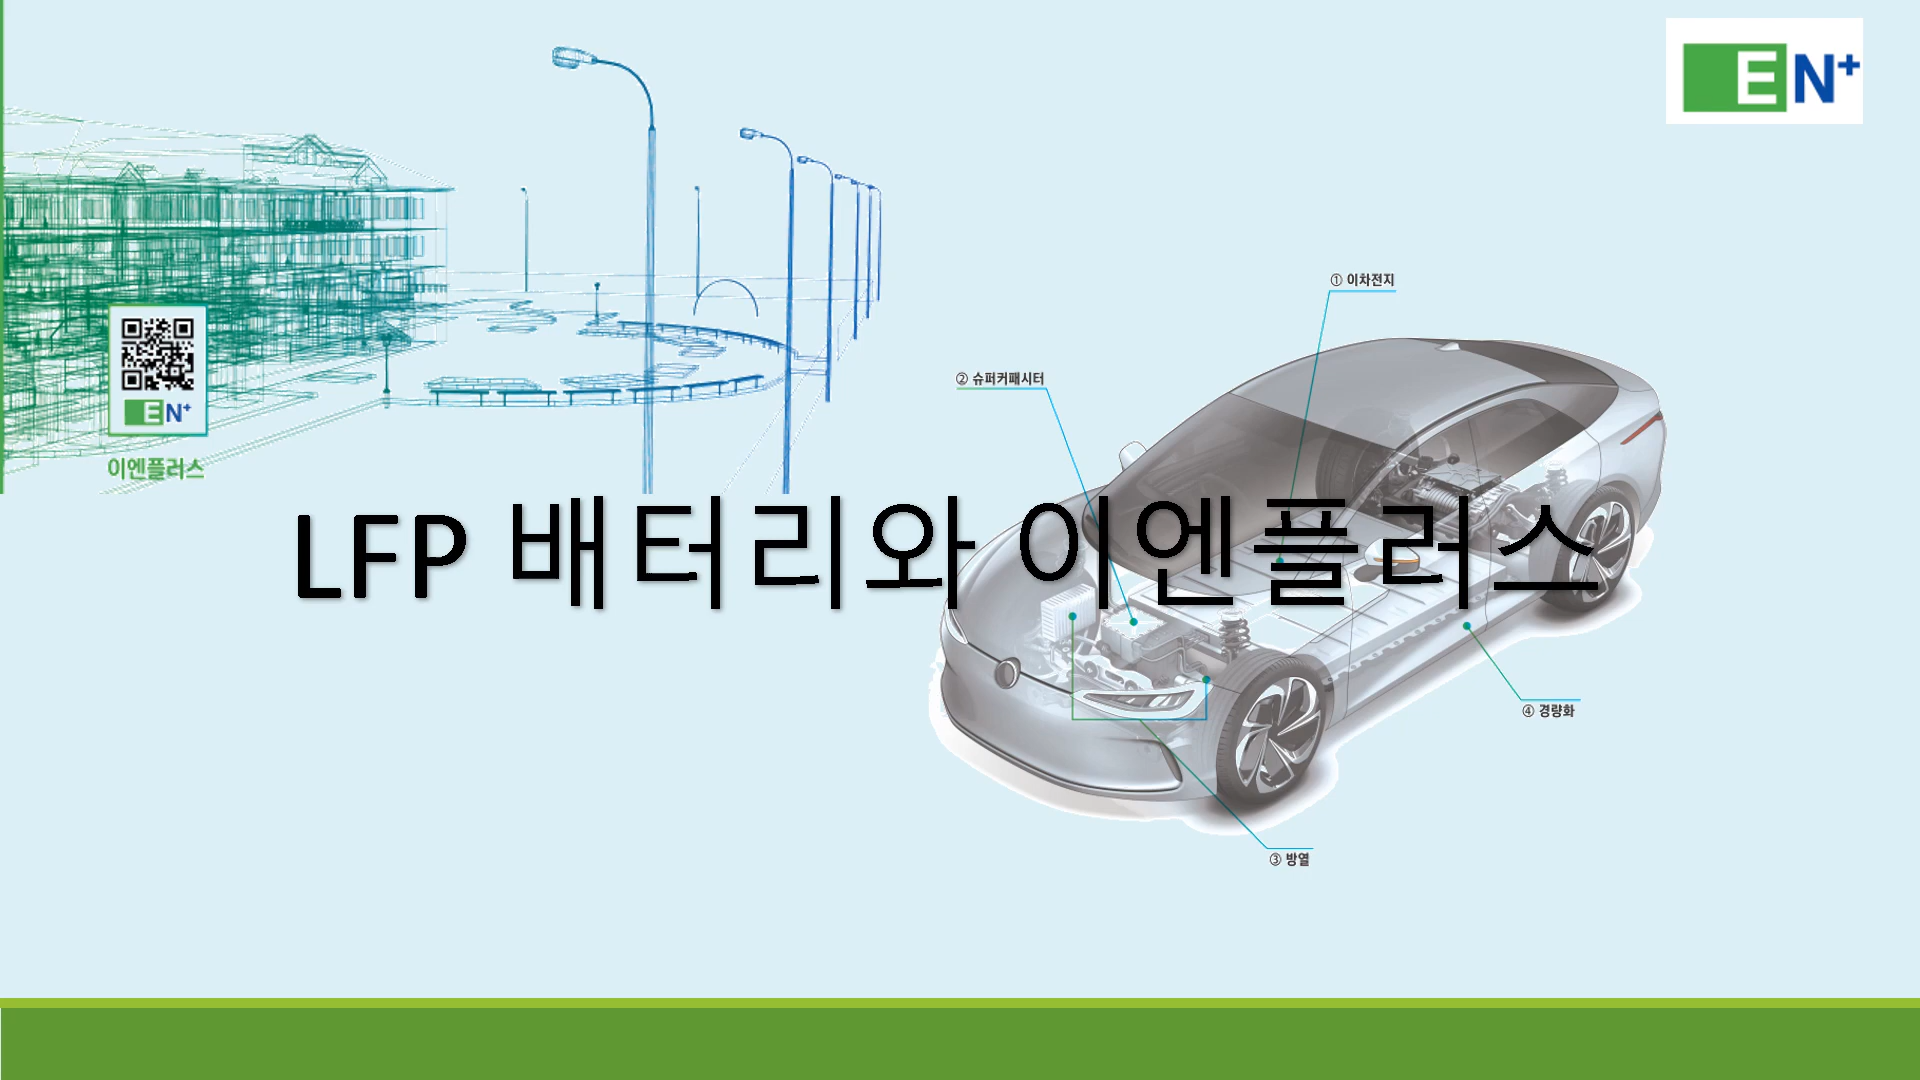 EN+
① 이차전지
② 슈퍼커패시터
EN+
이엔플러스
LFP 배터리와 이엔플러스
④ 경량화
③ 방열